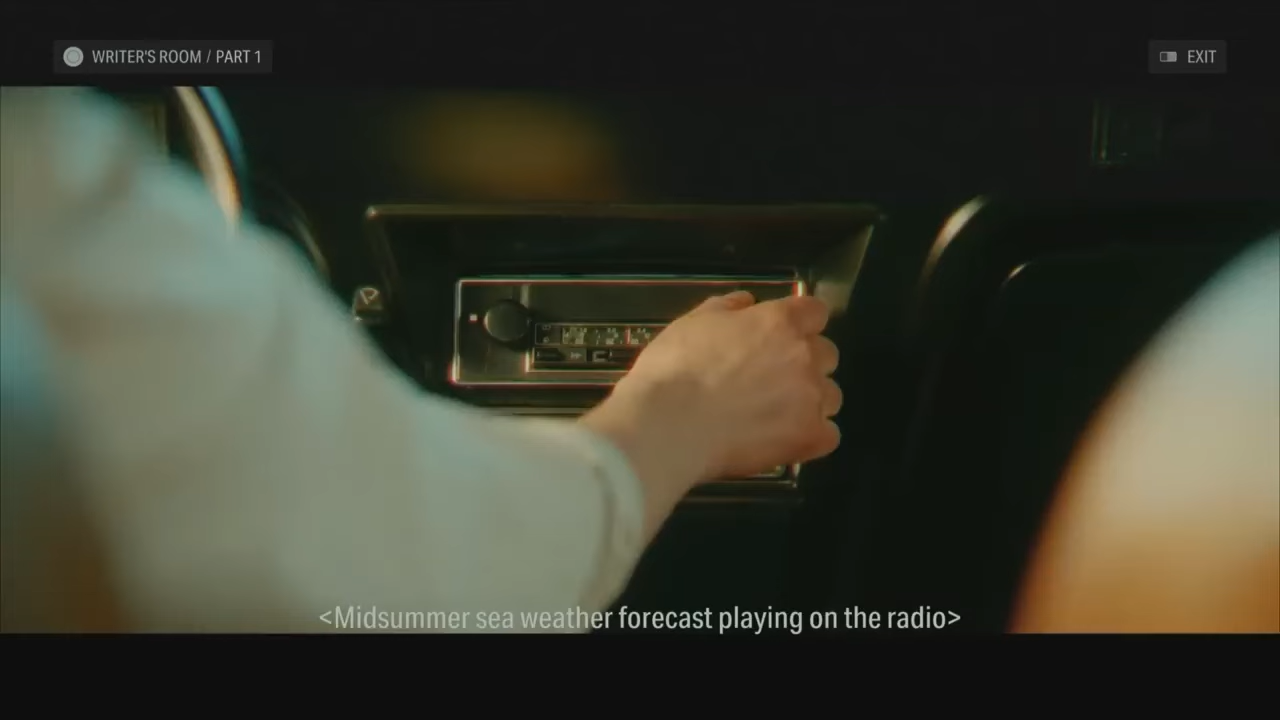 WRITER'S ROOM / PART 1
EXIT
<Midsummer sea weather forecast playing on the radio>